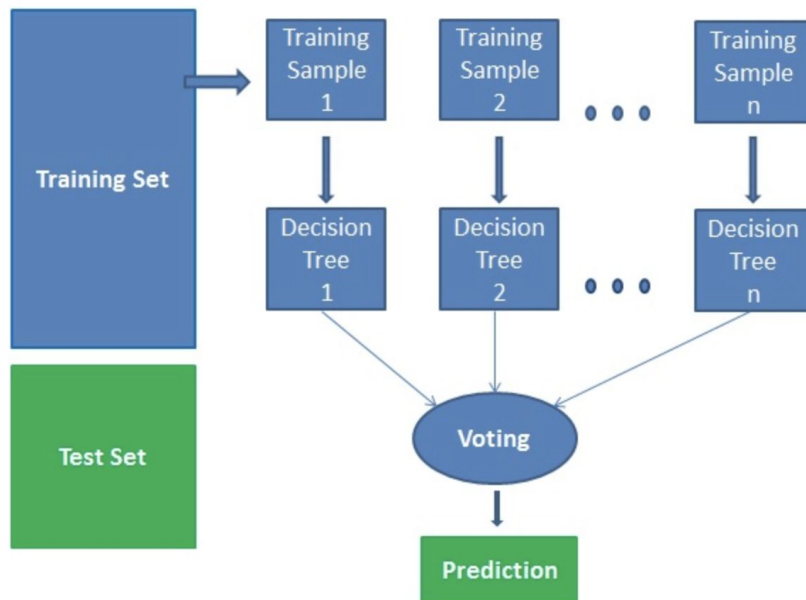 Training Set
Training
Sample
1
Training
Sample
2
Training
Sample
n
Decision
Tree
1
Decision
Tree
2
Decision
Tree
n
Test Set
Voting
Prediction